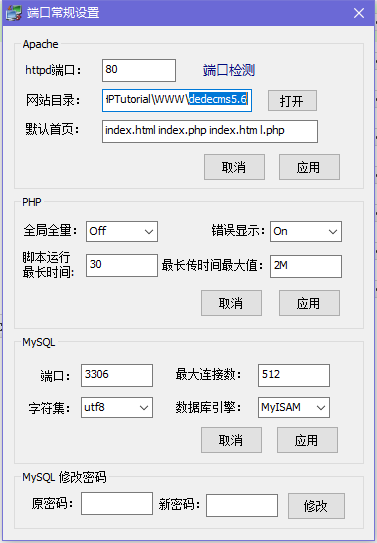 端口常规设置
Apache
httpd端口： 80 端口检测
网站目录： PTutorial\WWW\dedecms5.6 打开
默认首页： index.html index.php index.htm l.php
取消 应用
PHP
全局全量： Off 错误显示： On
脚本运行
最长时间: 30 最长传时间最大值： 2M
取消 应用
MySQL
端口： 3306 最大连接数： 512
字符集： utf8 数据库引擎： MyISAM
取消 应用
MySQL 修改密码
原密码： 新密码： 修改